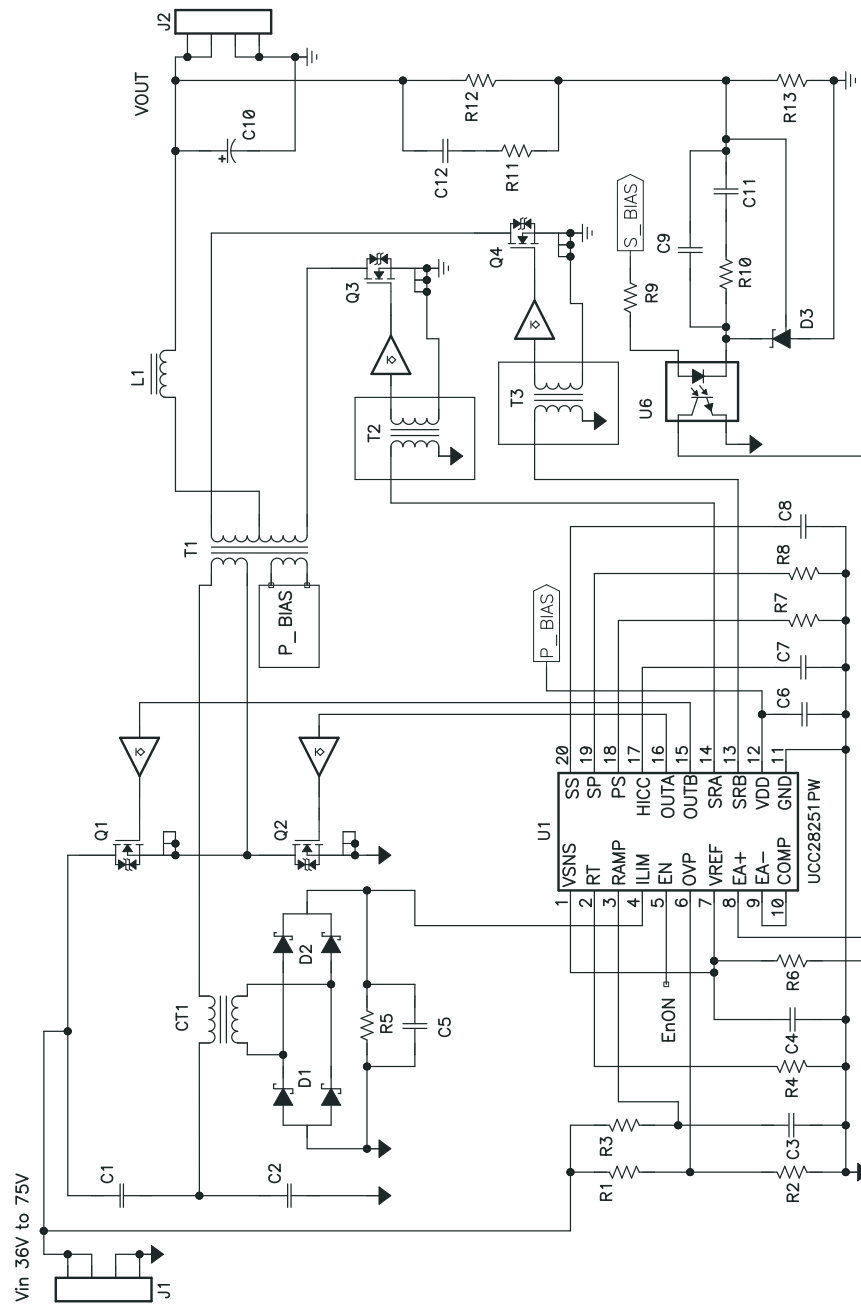 J2
VOUT
C10
R12
R13
C12
R11
S_BIAS
C9
C11
R9
R10
D3
Q3
Q4
L1
T2
T3
U6
T1
P_BIAS
P_BIAS
C8
R8
R7
C7
C6
Q1
Q2
U1
20 SS
19 SP
18 PS
17 HICC
16 OUTA
15 OUTB
14 SRA
13 SRB
12 VDD
11 GND
1 VSNS
2 RT
3 RAMP
4 ILIM
5 EN
6 OVP
7 VREF
8 EA+
9 EA-
10 COMP
UCC28251PW
CT1
D2
D1
R5
C5
EnON
R6
C4
R4
R3
C3
R1
R2
C1
C2
Vin 36V to 75V
J1